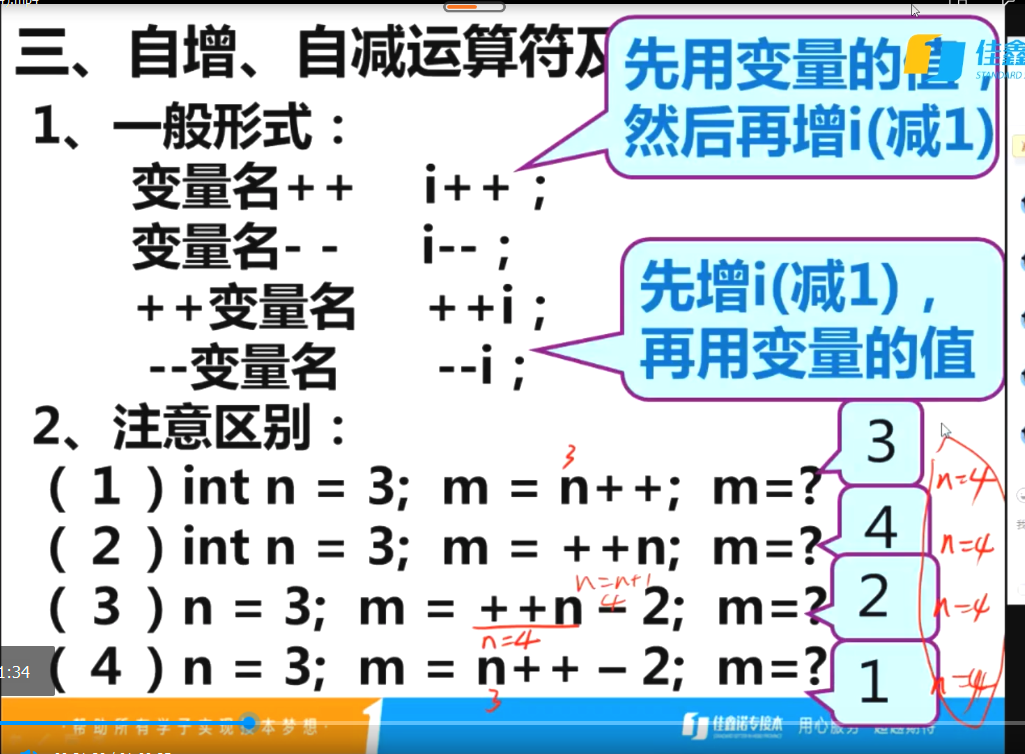 三、自增、自减运算符及
先用变量的值，
然后再增i(减1)
佳鑫
STANDARD
1、一般形式：
变量名++ i++；
变量名-- i--；
++变量名 ++i；
--变量名 --i；
先增i(减1)，
再用变量的值
2、注意区别：
3
（1）int n = 3; m = n++; m=? 3 n=4
（2）int n = 3; m = ++n; m=? 4 n=4
n=n+1
4
（3）n = 3; m = ++n – 2; m=? 2 n=4
n=4
（4）n = 3; m = n++ – 2; m=? 1 n=4
3
1:34
·帮助所有学子实现 本梦想·
佳鑫诺专接本 用心服务 超越期待